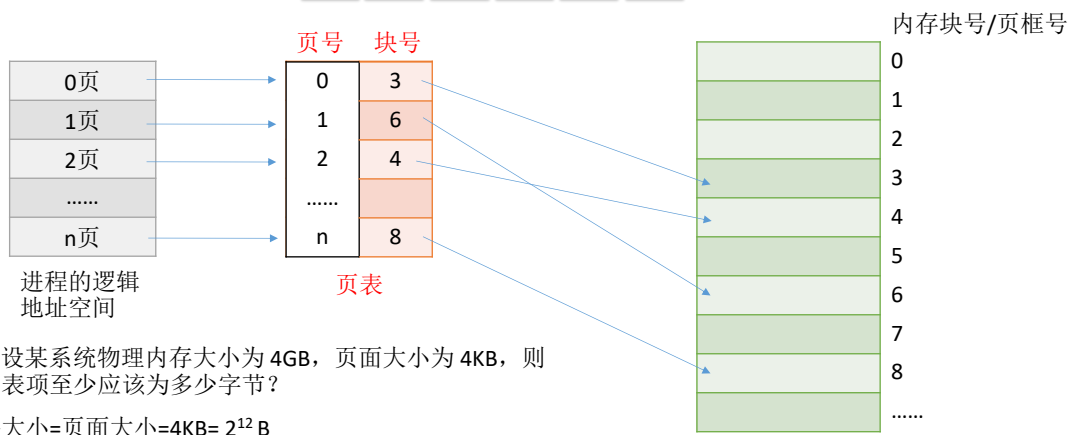 内存块号/页框号
页号 块号
0页 0 3 0
1页 1 6 1
2页 2 4 2
...... ...... 3
n页 n 8 4
5
6
7
8
......
进程的逻辑
地址空间
页表
设某系统物理内存大小为 4GB，页面大小为 4KB，则
表项至少应该为多少字节？
大小=页面大小=4KB= 2¹² B